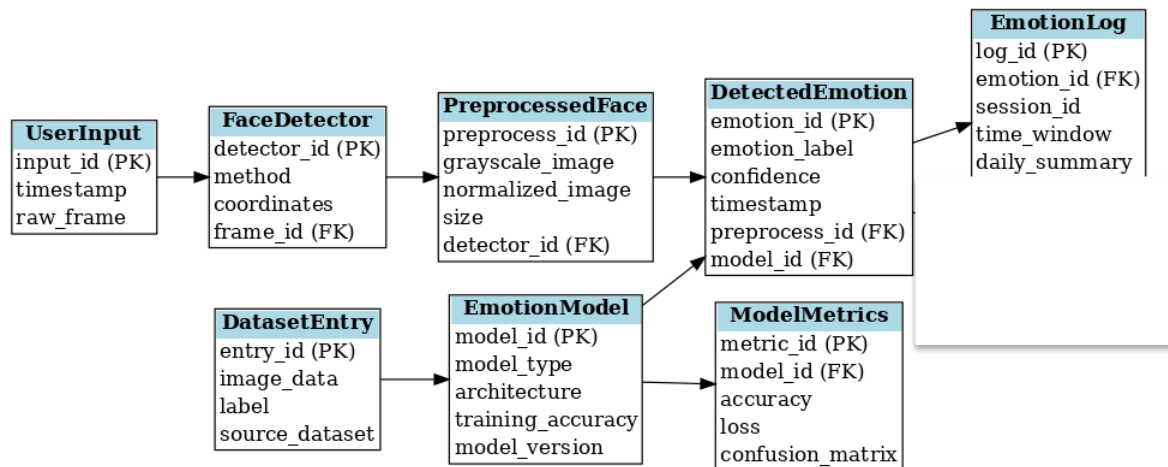 UserInput
input_id (PK)
timestamp
raw_frame
FaceDetector
detector_id (PK)
method
coordinates
frame_id (FK)
PreprocessedFace
preprocess_id (PK)
grayscale_image
normalized_image
size
detector_id (FK)
DetectedEmotion
emotion_id (PK)
emotion_label
confidence
timestamp
preprocess_id (FK)
model_id (FK)
EmotionLog
log_id (PK)
emotion_id (FK)
session_id
time_window
daily_summary
DatasetEntry
entry_id (PK)
image_data
label
source_dataset
EmotionModel
model_id (PK)
model_type
architecture
training_accuracy
model_version
ModelMetrics
metric_id (PK)
model_id (FK)
accuracy
loss
confusion_matrix